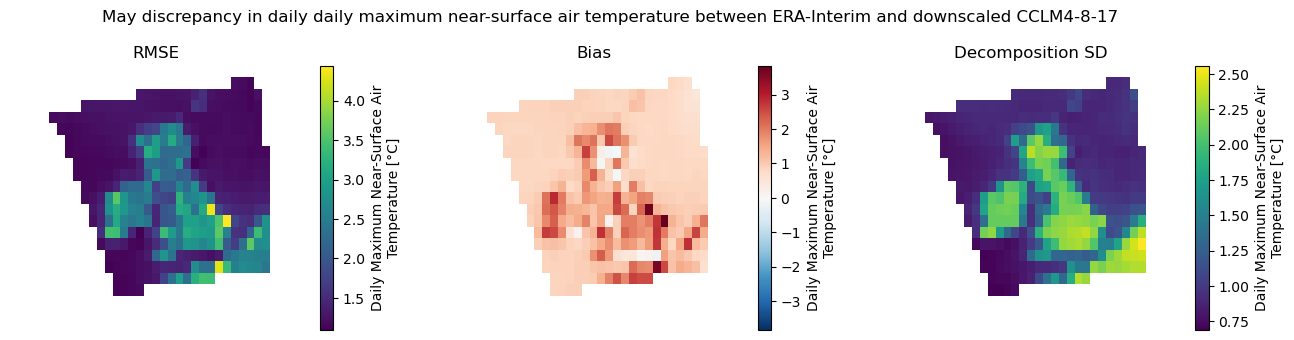 May discrepancy in daily daily maximum near-surface air temperature between ERA-Interim and downscaled CCLM4-8-17
RMSE
4.0
3.5
3.0
2.5
2.0
1.5
Daily Maximum Near-Surface Air
Temperature [°C]
Bias
3
2
1
0
−1
−2
−3
Daily Maximum Near-Surface Air
Temperature [°C]
Decomposition SD
2.50
2.25
2.00
1.75
1.50
1.25
1.00
0.75
Daily Maximum Near-Surface Air
Temperature [°C]